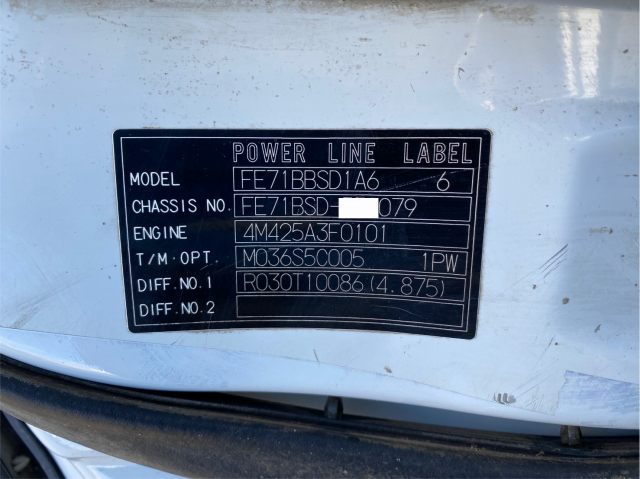 POWER LINE LABEL
MODEL FE71BBSD1A6 6
CHASSIS NO. FE71BSD- 079
ENGINE 4M425A3F0101
T/M·OPT. M036S5C005 1PW
DIFF.NO.1 R030T10086(4.875)
DIFF.NO.2